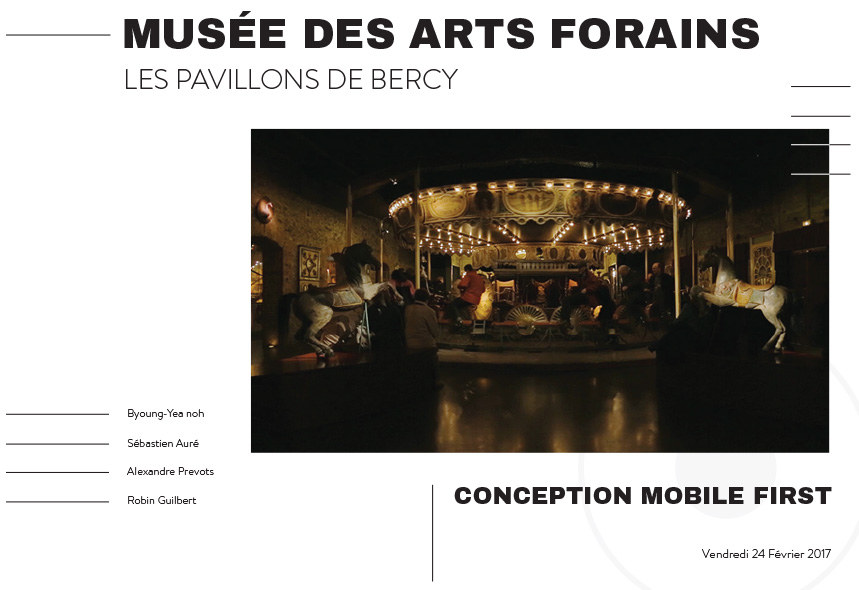 MUSÉE DES ARTS FORAINS
LES PAVILLONS DE BERCY
Byoung-Yea noh
Sébastien Auré
Alexandre Prevots
Robin Guilbert
CONCEPTION MOBILE FIRST
Vendredi 24 Février 2017